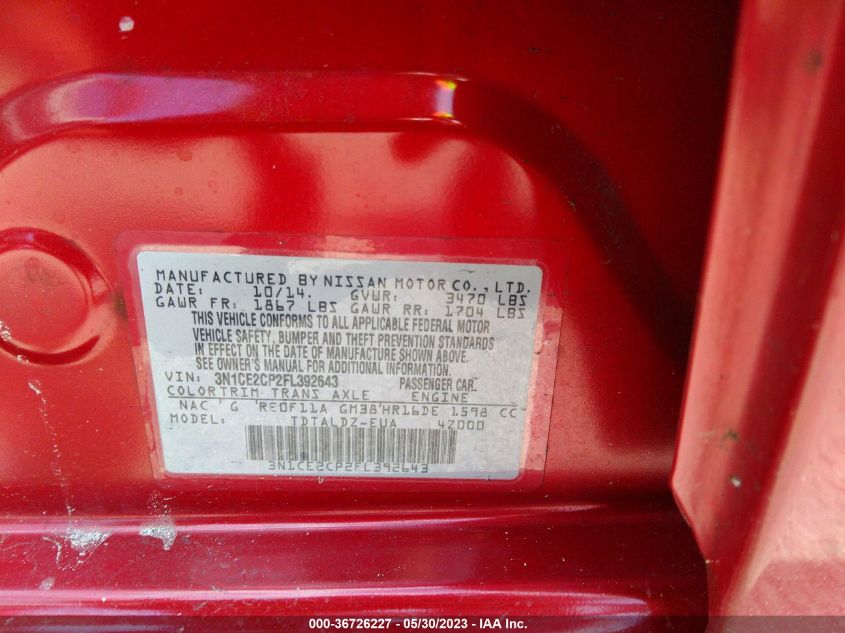 MANUFACTURED BY NISSAN MOTOR CO., LTD.
DATE: 10/14. GVWR: 3470 LBS
GAWR FR: 1867 LBS GAWR RR: 1704 LBS
THIS VEHICLE CONFORMS TO ALL APPLICABLE FEDERAL MOTOR
VEHICLE SAFETY, BUMPER AND THEFT PREVENTION STANDARDS
IN EFFECT ON THE DATE OF MANUFACTURE SHOWN ABOVE.
SEE OWNER'S MANUAL FOR ADDITIONAL INFORMATION.
VIN: 3N1CE2CP2FL392643 PASSENGER CAR.
COLORTRIM TRANS AXLE ENGINE
NAC 'G 'RE0F11A GM38'HR16DE 1598 CC
MODEL: TDTALDZ-EUA 4Z000
3N1CE2CP2FL392643
000-36726227 - 05/30/2023 - IAA Inc.